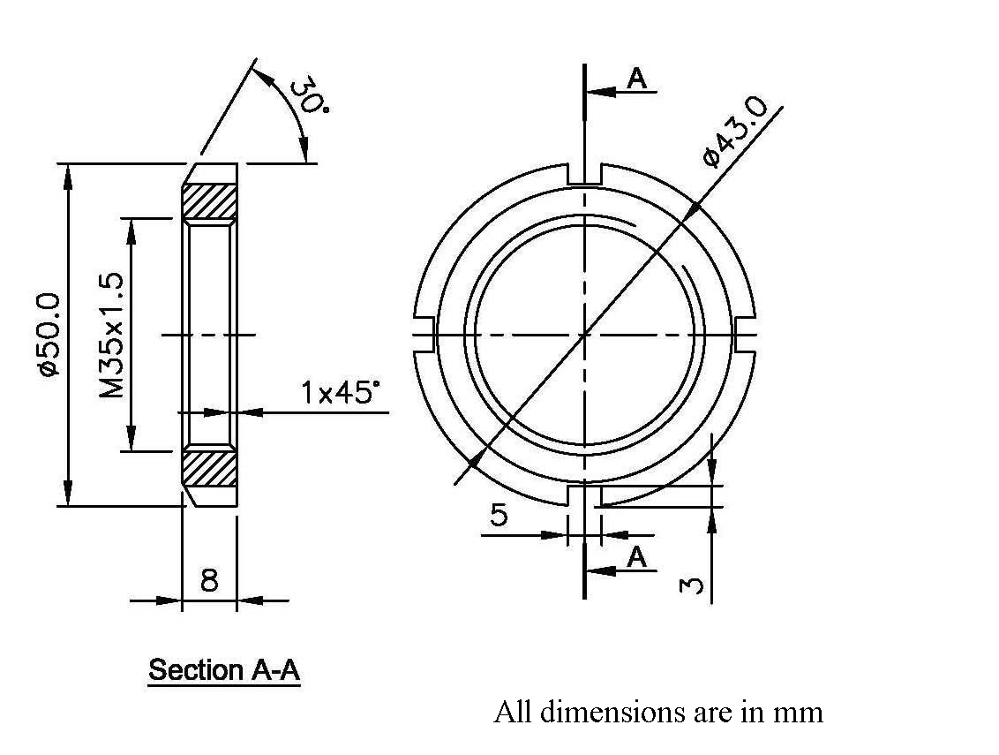 30°
A
ø43.0
ø50.0
M35x1.5
1x45°
5
A
8
3
Section A-A
All dimensions are in mm